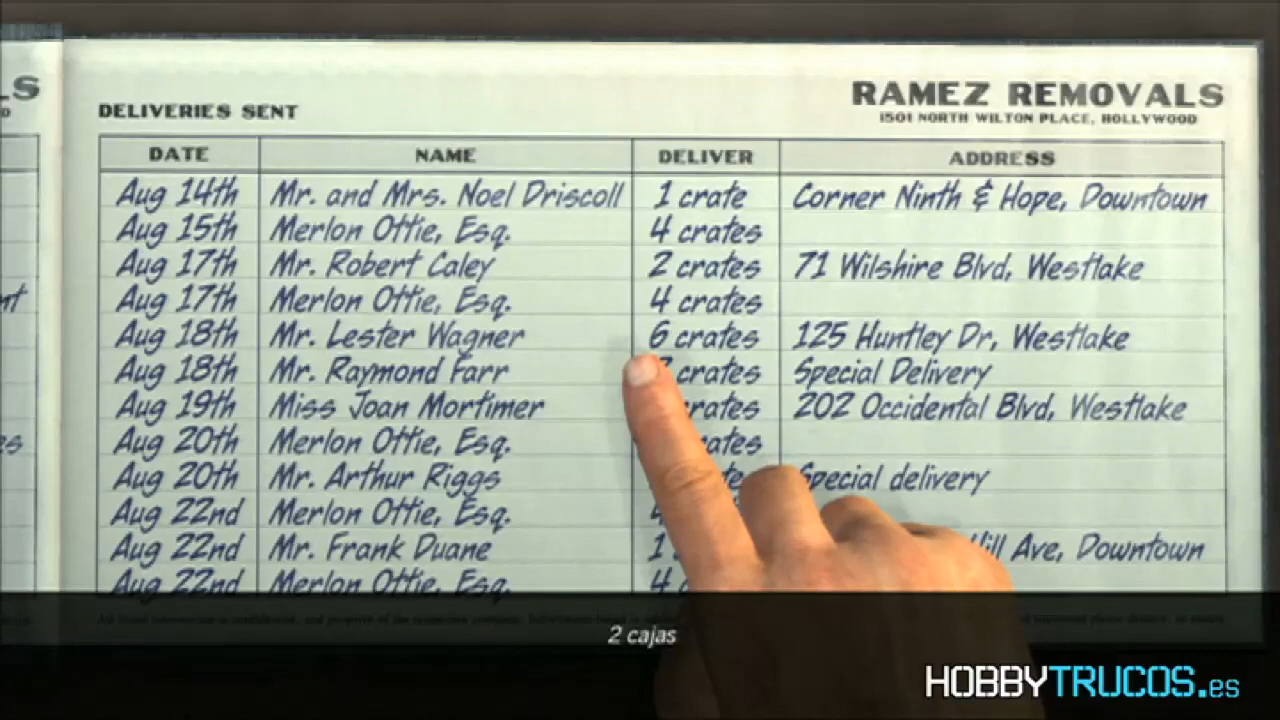 LS
DELIVERIES SENT
RAMEZ REMOVALS
1501 NORTH WILTON PLACE, HOLLYWOOD
DATE NAME DELIVER ADDRESS
Aug 14th Mr. and Mrs. Noel Driscoll 1 crate Corner Ninth & Hope, Downtown
Aug 15th Merlon Ottie, Esq. 4 crates
Aug 17th Mr. Robert Caley 2 crates 71 Wilshire Blvd, Westlake
Aug 17th Merlon Ottie, Esq. 4 crates
Aug 18th Mr. Lester Wagner 6 crates 125 Huntley Dr, Westlake
Aug 18th Mr. Raymond Farr crates Special Delivery
Aug 19th Miss Joan Mortimer crates 202 Occidental Blvd, Westlake
Aug 20th Merlon Ottie, Esq. crates
Aug 20th Mr. Arthur Riggs Special delivery
Aug 22nd Merlon Ottie, Esq.
Aug 22nd Mr. Frank Duane 1 Hill Ave, Downtown
Aug 22nd Merlon Ottie, Esq. 4
2 cajas
HOBBYTRUCOS.es